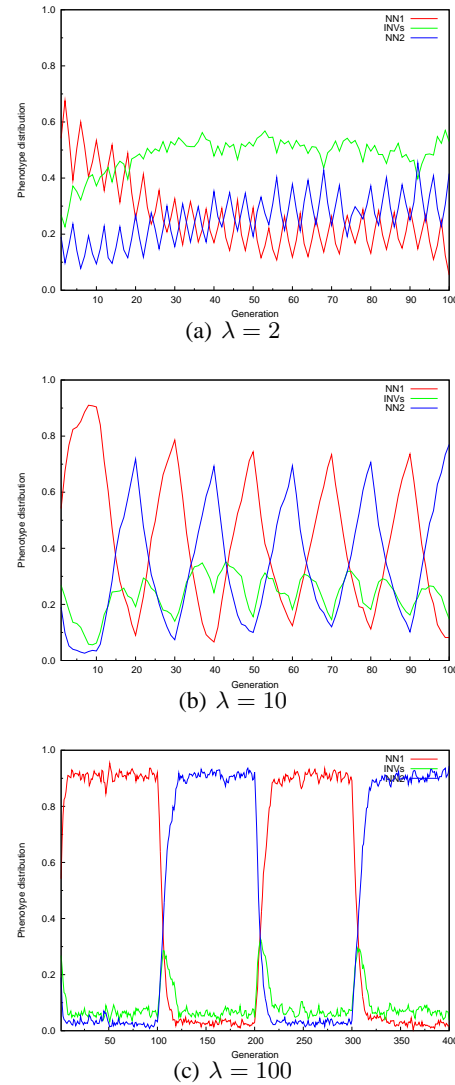 1.0
0.8
0.6
0.4
0.2
0.0
Phenotype distribution
NN1
INVs
NN2
10 20 30 40 50 60 70 80 90 100
Generation
(a) λ = 2
1.0
0.8
0.6
0.4
0.2
0.0
Phenotype distribution
NN1
INVs
NN2
10 20 30 40 50 60 70 80 90 100
Generation
(b) λ = 10
1.0
0.8
0.6
0.4
0.2
0.0
Phenotype distribution
NN1
INVs
NN2
50 100 150 200 250 300 350 400
Generation
(c) λ = 100